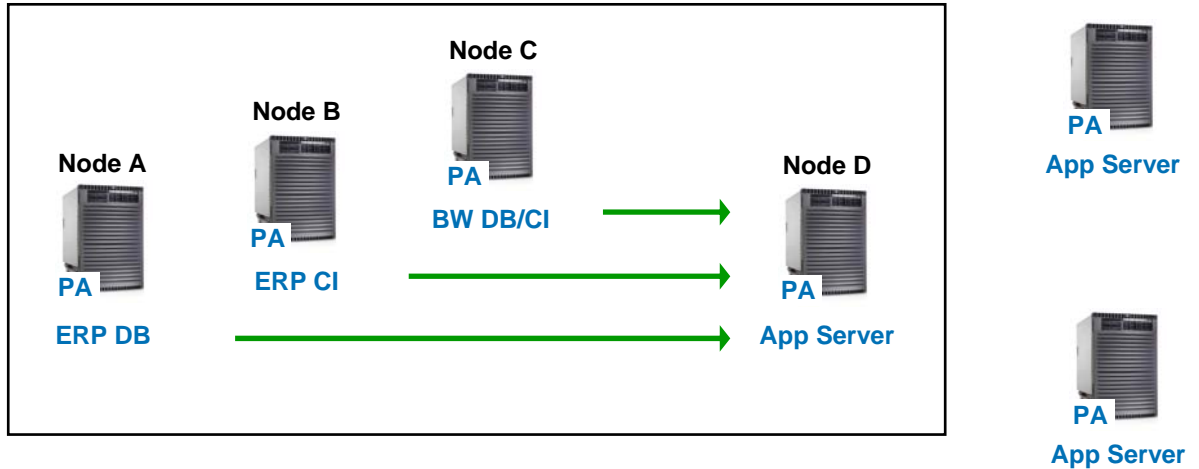 Node A
PA
ERP DB
Node B
PA
ERP CI
Node C
PA
BW DB/CI
Node D
PA
App Server
PA
App Server
PA
App Server